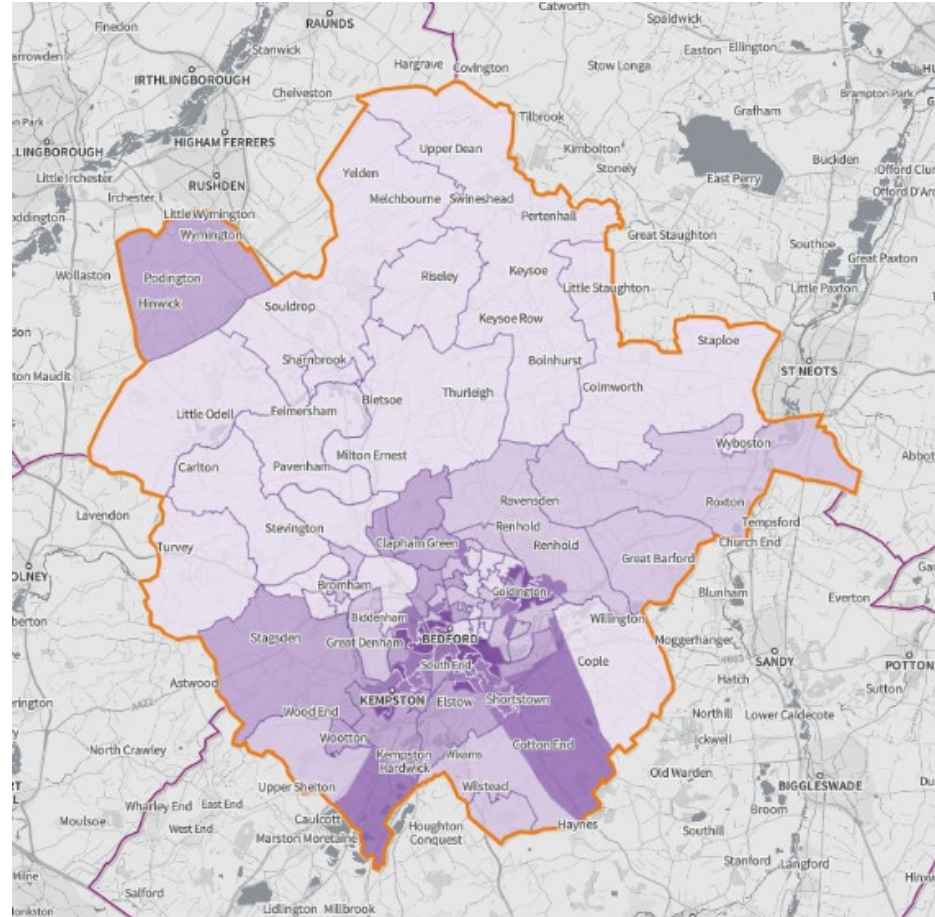 Catworth
Finedon
RAUNDS
Spaldwick
Stanwick
Easton
Ellington
Hargrave
Covington
Stow Longa
IRTHLINGBOROUGH
Chelveston
Brampton Park
Tilbrook
Grafham
HIGHAM FERRERS
Upper Dean
Kimbolton
Buckden
Stonely
Yelden
Little Irchester
RUSHDEN
East Perry
Irchester
Melchbourne
Swineshead
Little Wymington
Pertenhall
Wymington
Great Staughton
Southoe
Great Paxton
Wollaston
Podington
Riseley
Keysoe
Little Staughton
Little Paxton
Hinwick
Souldrop
Keysoe Row
Staploe
Sharnbrook
Bolnhurst
ST NEOTS
Thurleigh
Colmworth
Bletsoe
Little Odell
Felmersham
Wyboston
Milton Ernest
Carlton
Pavenham
Ravensden
Roxton
Lavendon
Stevington
Renhold
Tempsford
Turvey
Clapham Green
Renhold
Church End
Great Barford
Bromham
Goldington
Blunham
Everton
Biddenham
Willington
Stagsden
Great Denham
BEDFORD
Moggerhanger
South End
Cople
SANDY
POTTON
Astwood
Hatch
Sutton
KEMPSTON
Elstow
Shortstown
Wood End
Northill
Lower Caldecote
Wootton
Ickwell
North Crawley
Cotton End
Kempston
Hardwick
Wixams
Old Warden
Upper Shelton
Wilstead
BIGGLESWADE
Wharley End
East End
Caulcott
Broom
Moulsoe
West End
Marston Moretaine
Houghton
Conquest
Haynes
Southill
Stanford
Langford
Salford
Lidlington
Millbrook